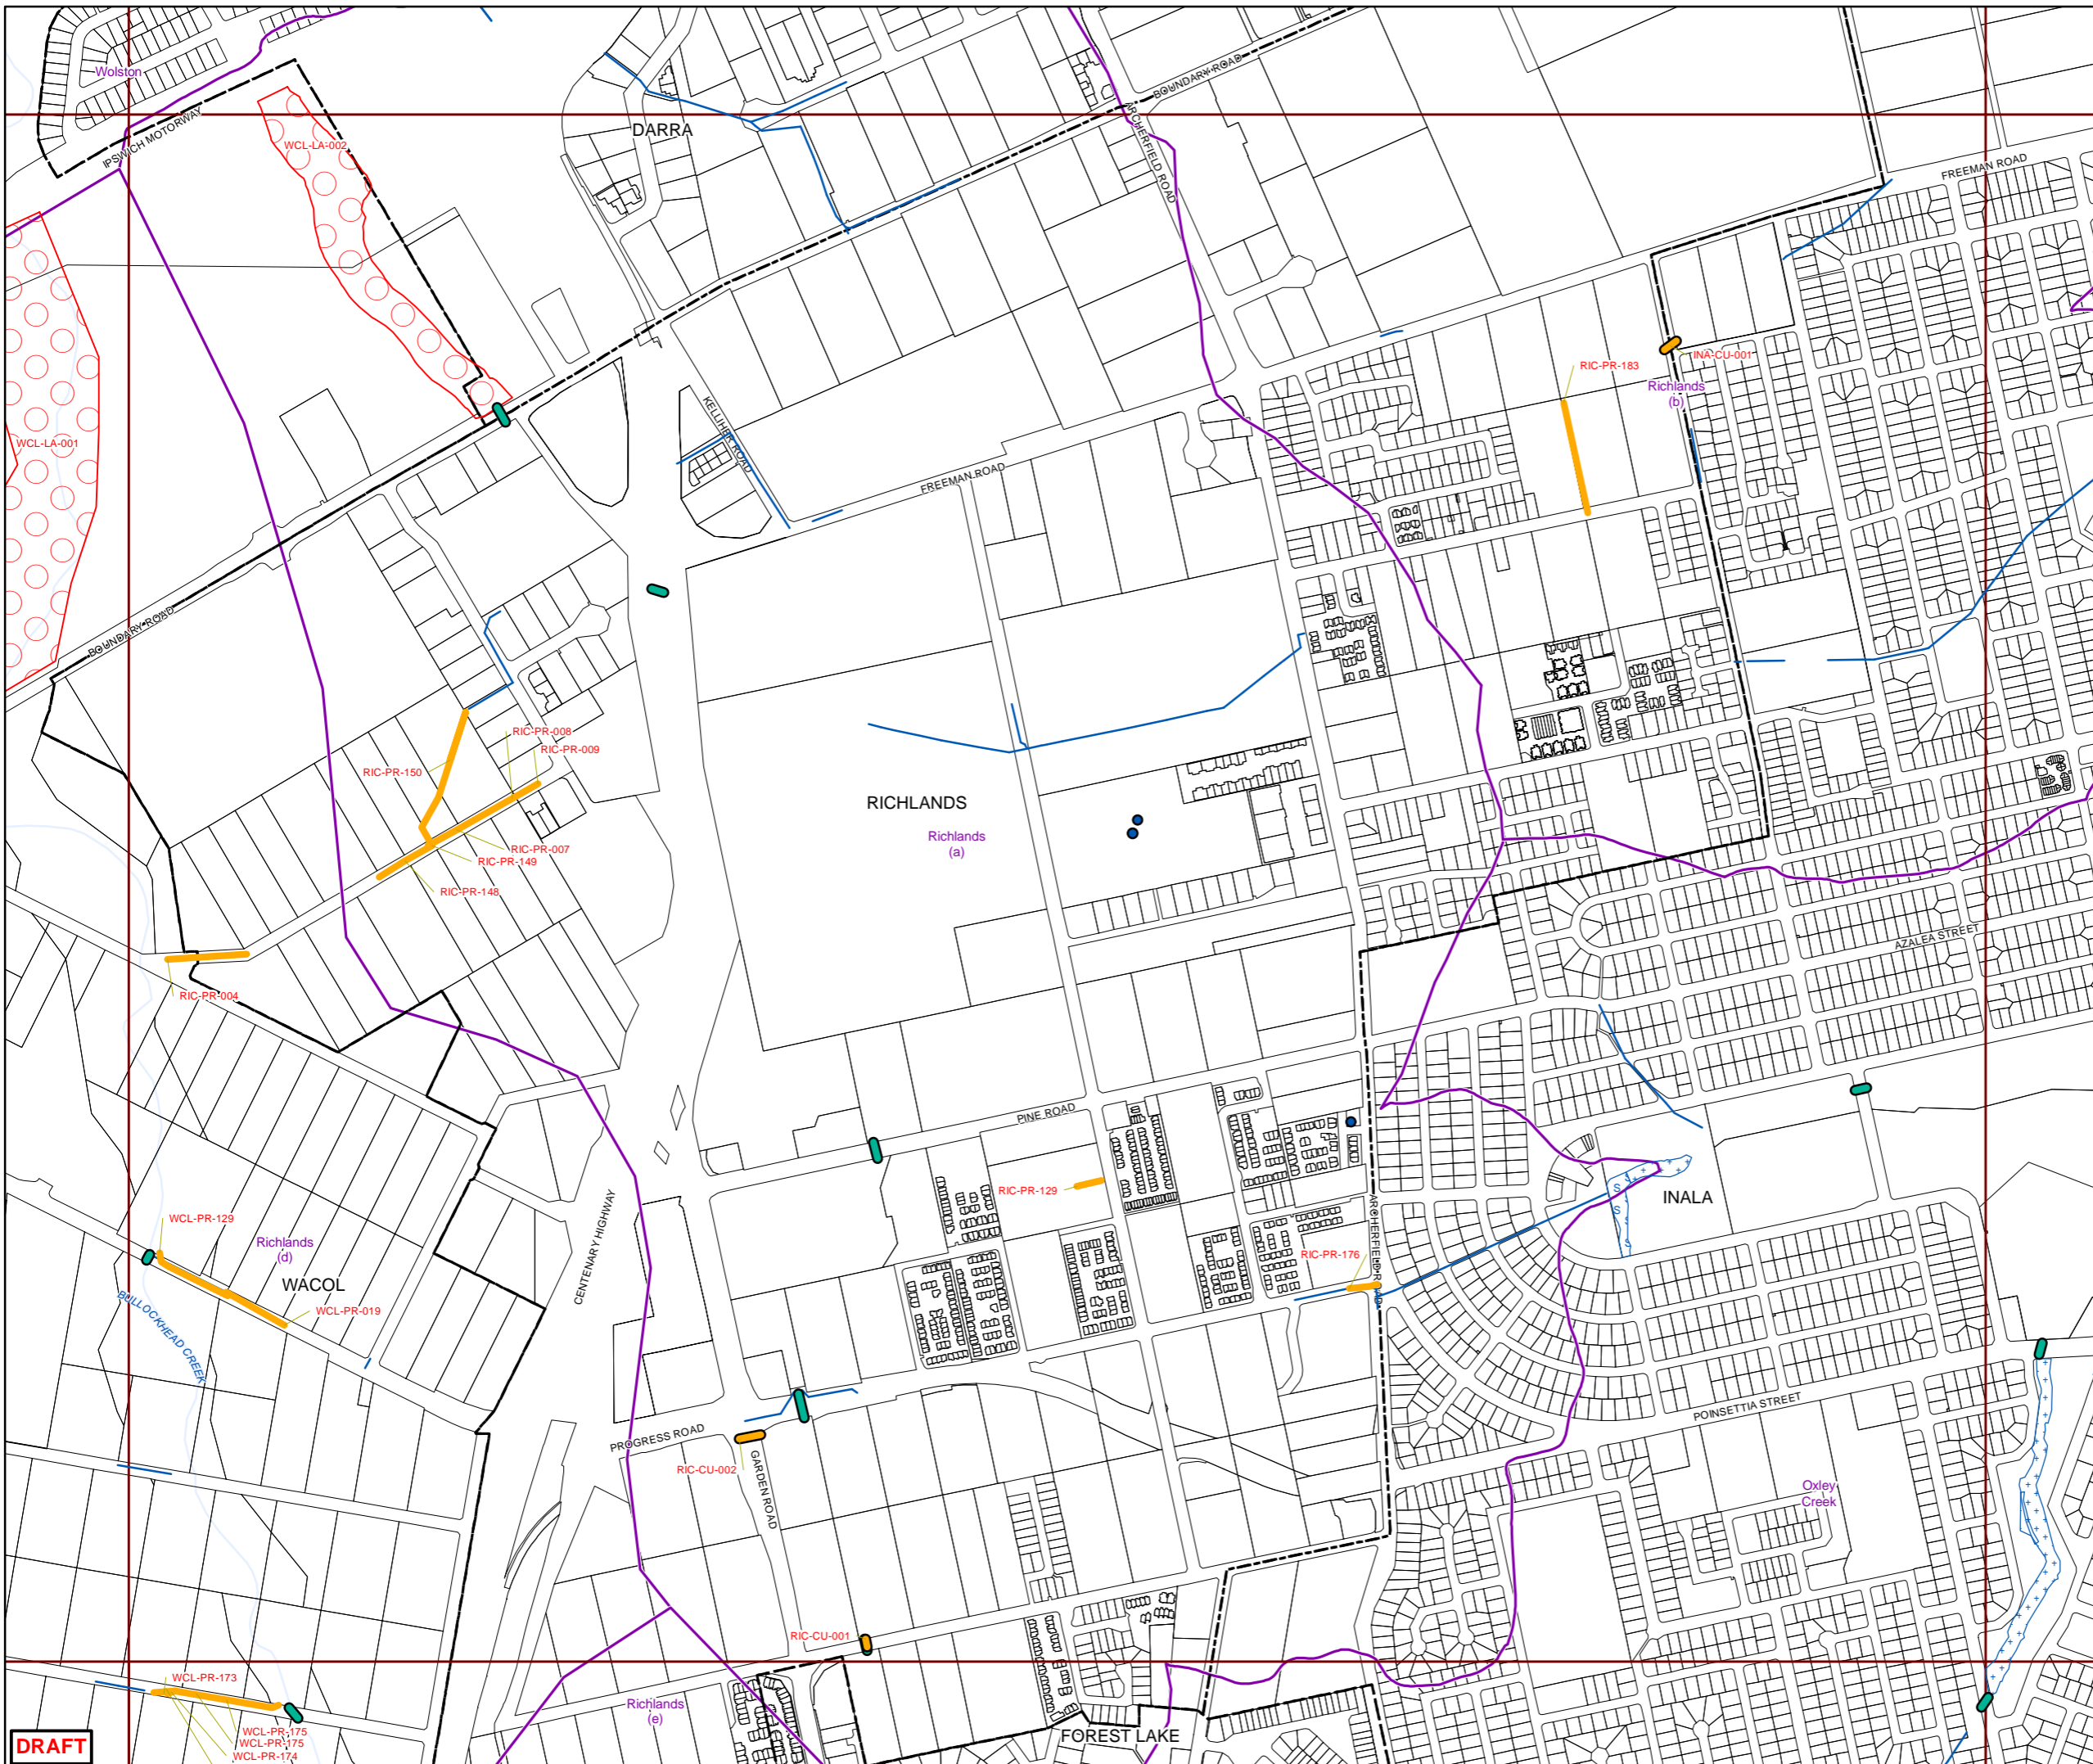 Wolston
IPSWICH MOTORWAY
WCL-LA-002
DARRA
BOUNDARY ROAD
ARCHERFIELD ROAD
FREEMAN ROAD
INA-CU-001
RIC-PR-183
Richlands
(b)
WCL-LA-001
KELLIHER ROAD
FREEMAN ROAD
BOUNDARY ROAD
RIC-PR-008
RIC-PR-009
RIC-PR-150
RICHLANDS
Richlands
(a)
RIC-PR-007
RIC-PR-149
RIC-PR-148
AZALEA STREET
RIC-PR-004
PINE ROAD
RIC-PR-129
INALA
S S
S S
S
ARCHERFIELD ROAD
WCL-PR-129
Richlands
(d)
CENTENARY HIGHWAY
RIC-PR-176
WACOL
WCL-PR-019
BULLOCKHEAD CREEK
POINSETTIA STREET
PROGRESS ROAD
RIC-CU-002
GARDEN ROAD
Oxley
Creek
RIC-CU-001
WCL-PR-173
Richlands
(e)
WCL-PR-175
WCL-PR-175
WCL-PR-174
FOREST LAKE
DRAFT